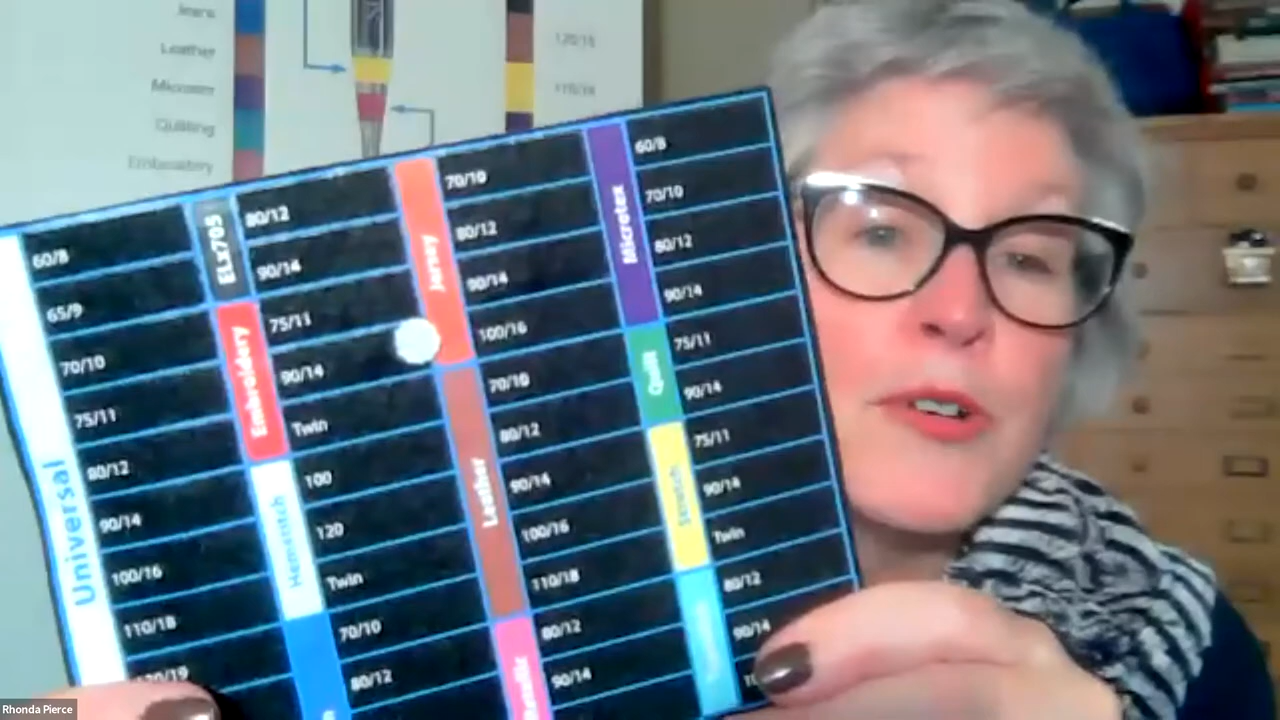 Jeans
Leather
Microtex
Quilting
Embroidery
120/19
110/18
Universal
60/8
65/9
70/10
75/11
80/12
90/14
100/16
110/18
120/19
ELx705
80/12
90/14
Embroidery
75/11
90/14
Twin
Hemstitch
100
120
Twin
70/10
80/12
Jersey
70/10
80/12
90/14
100/16
Leather
70/10
80/12
90/14
100/16
110/18
80/12
90/14
Microtex
60/8
70/10
80/12
90/14
Quilt
75/11
90/14
Stretch
75/11
90/14
Twin
80/12
90/14
Rhonda Pierce